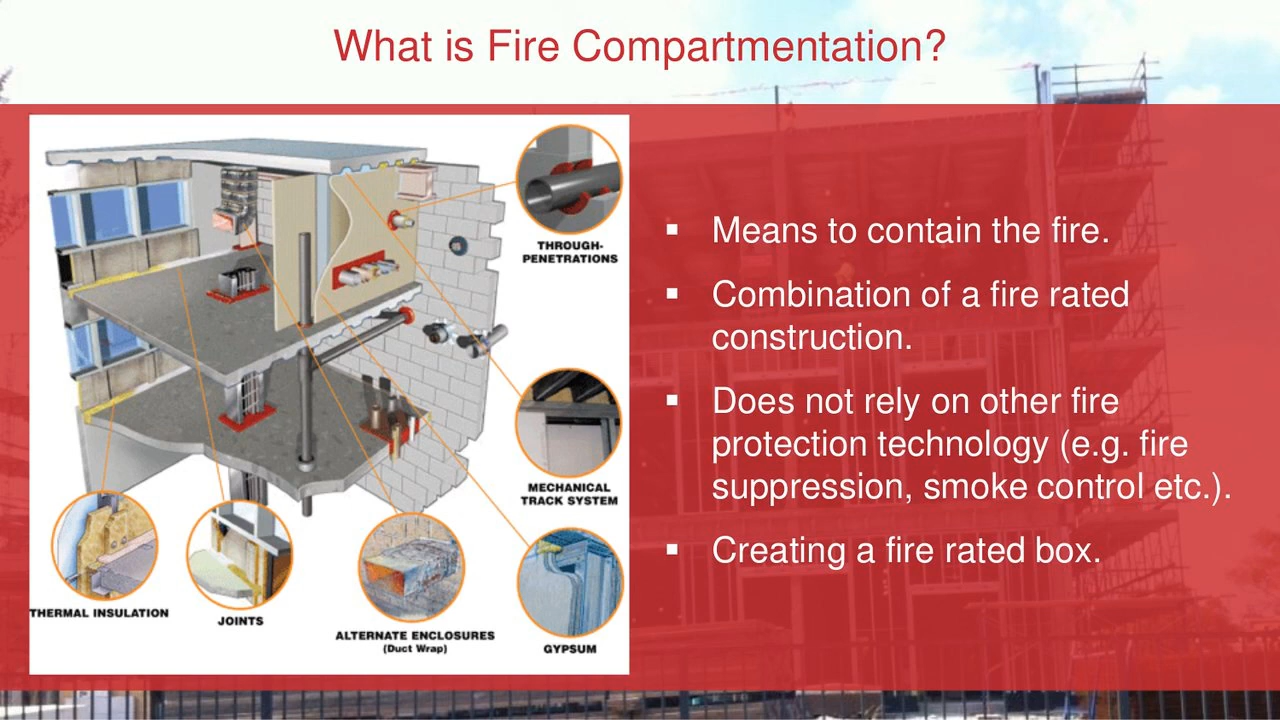 What is Fire Compartmentation?
THROUGH-
PENETRATIONS
MECHANICAL
TRACK SYSTEM
THERMAL INSULATION
JOINTS
ALTERNATE ENCLOSURES
(Duct Wrap)
GYPSUM
▪ Means to contain the fire.
▪ Combination of a fire rated
construction.
▪ Does not rely on other fire
protection technology (e.g. fire
suppression, smoke control etc.).
▪ Creating a fire rated box.